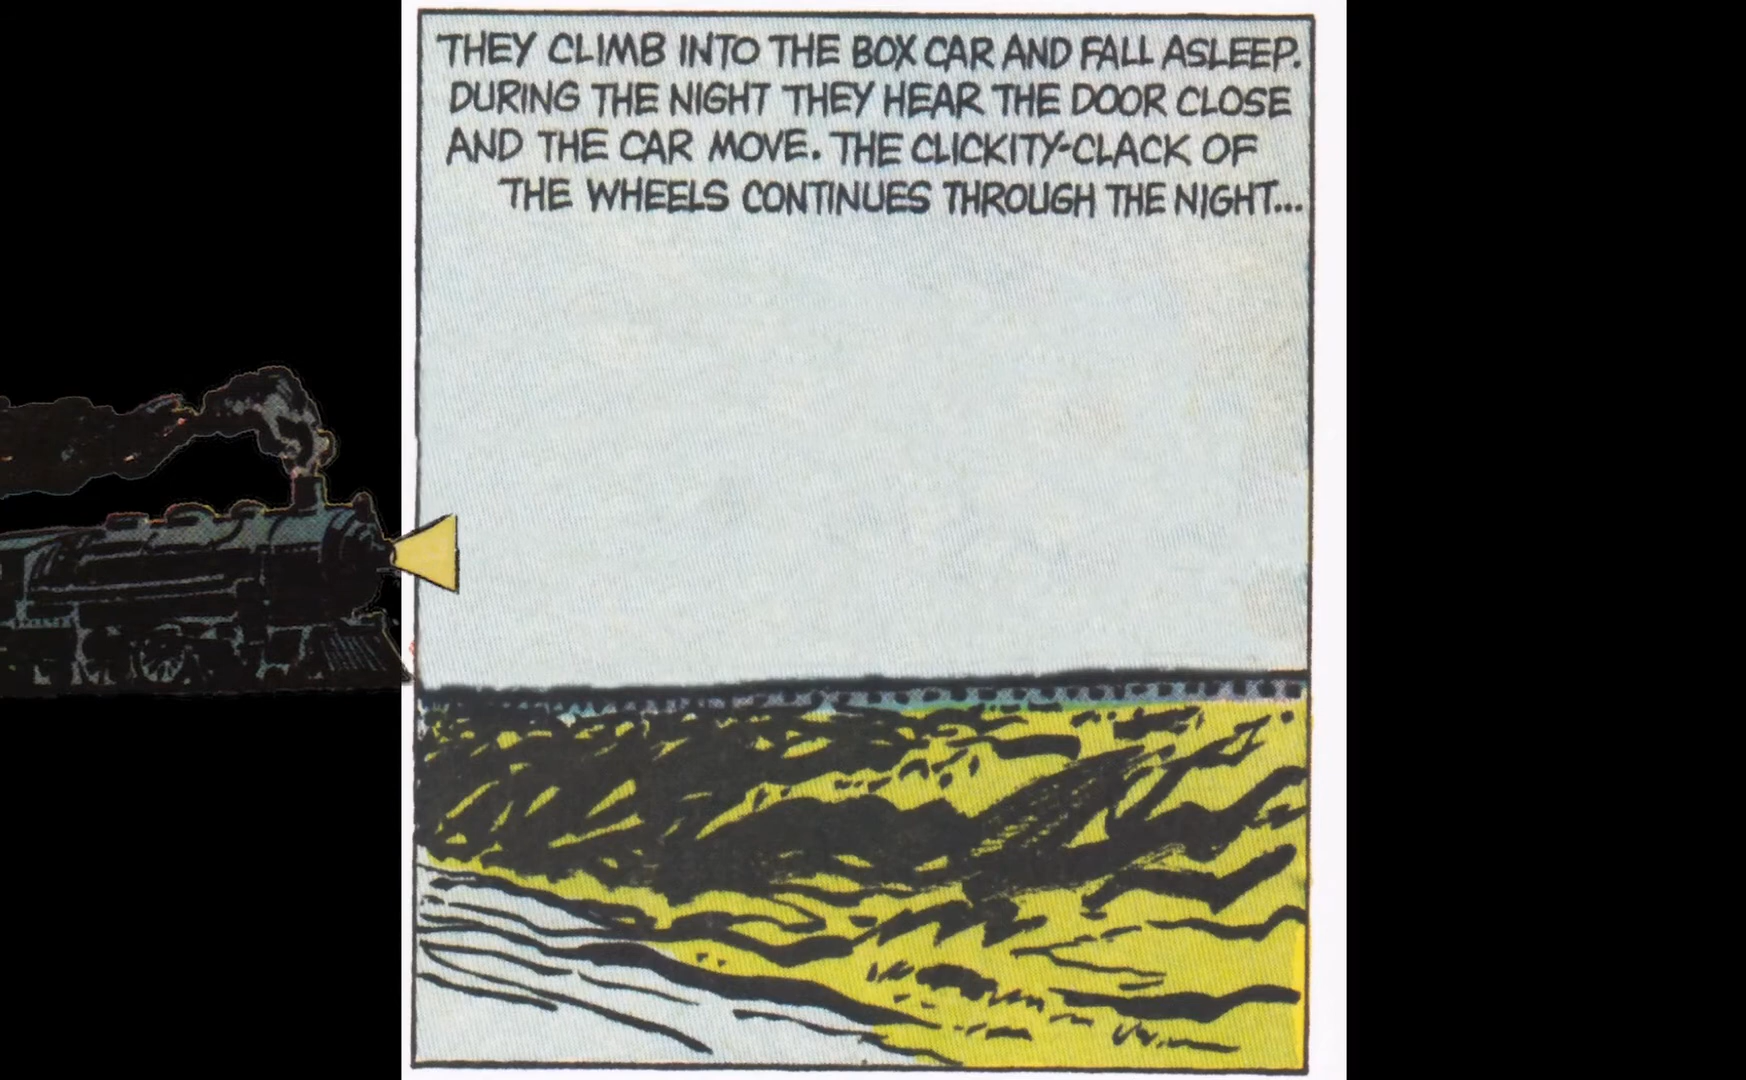 THEY CLIMB INTO THE BOX CAR AND FALL ASLEEP.
DURING THE NIGHT THEY HEAR THE DOOR CLOSE
AND THE CAR MOVE. THE CLICKITY-CLACK OF
THE WHEELS CONTINUES THROUGH THE NIGHT...